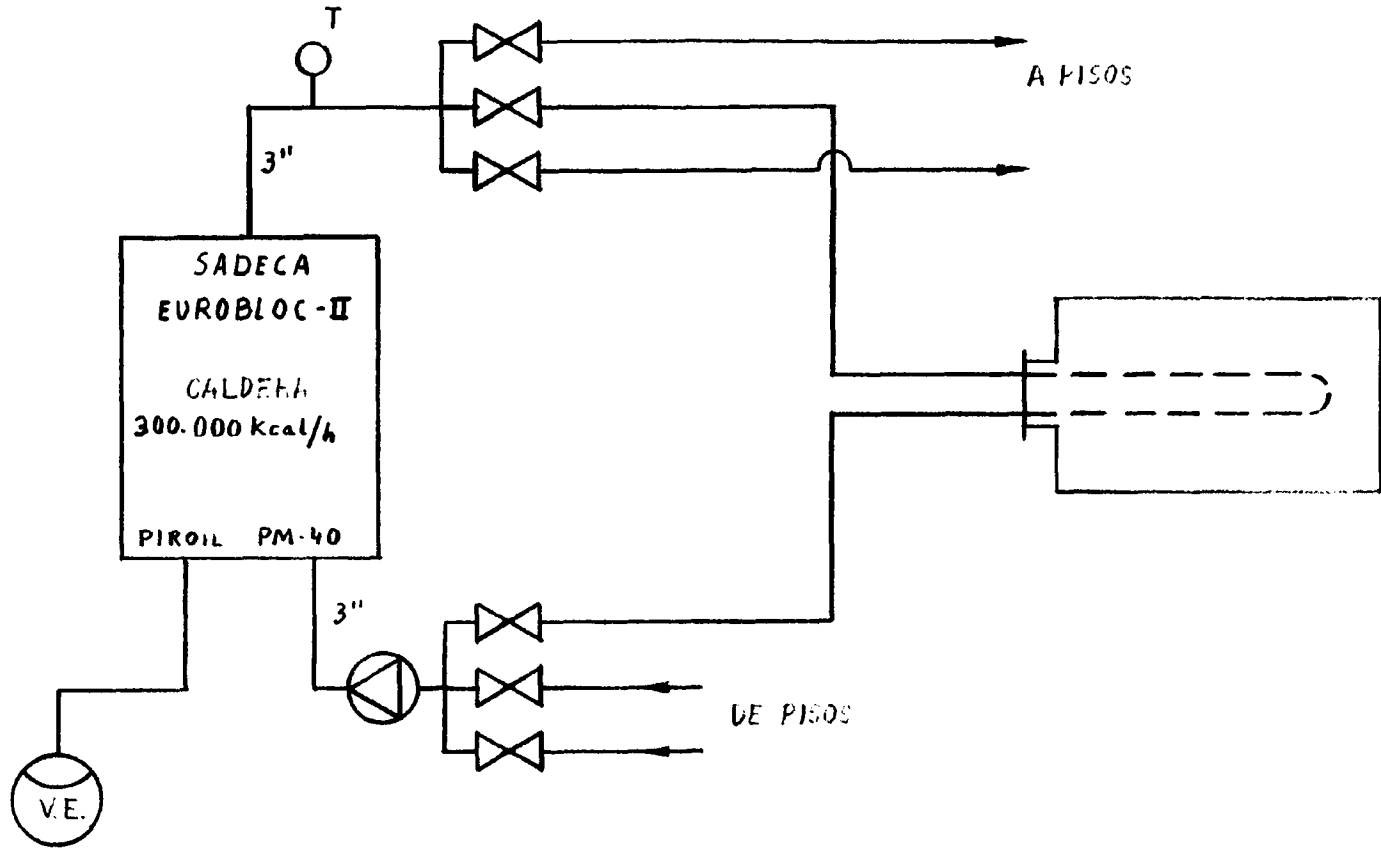 T
A PISOS
3"
SADECA
EUROBLOC-II
CALDERA
300.000 Kcal/h
PIROIL PM-40
3"
DE PISOS
V.E.